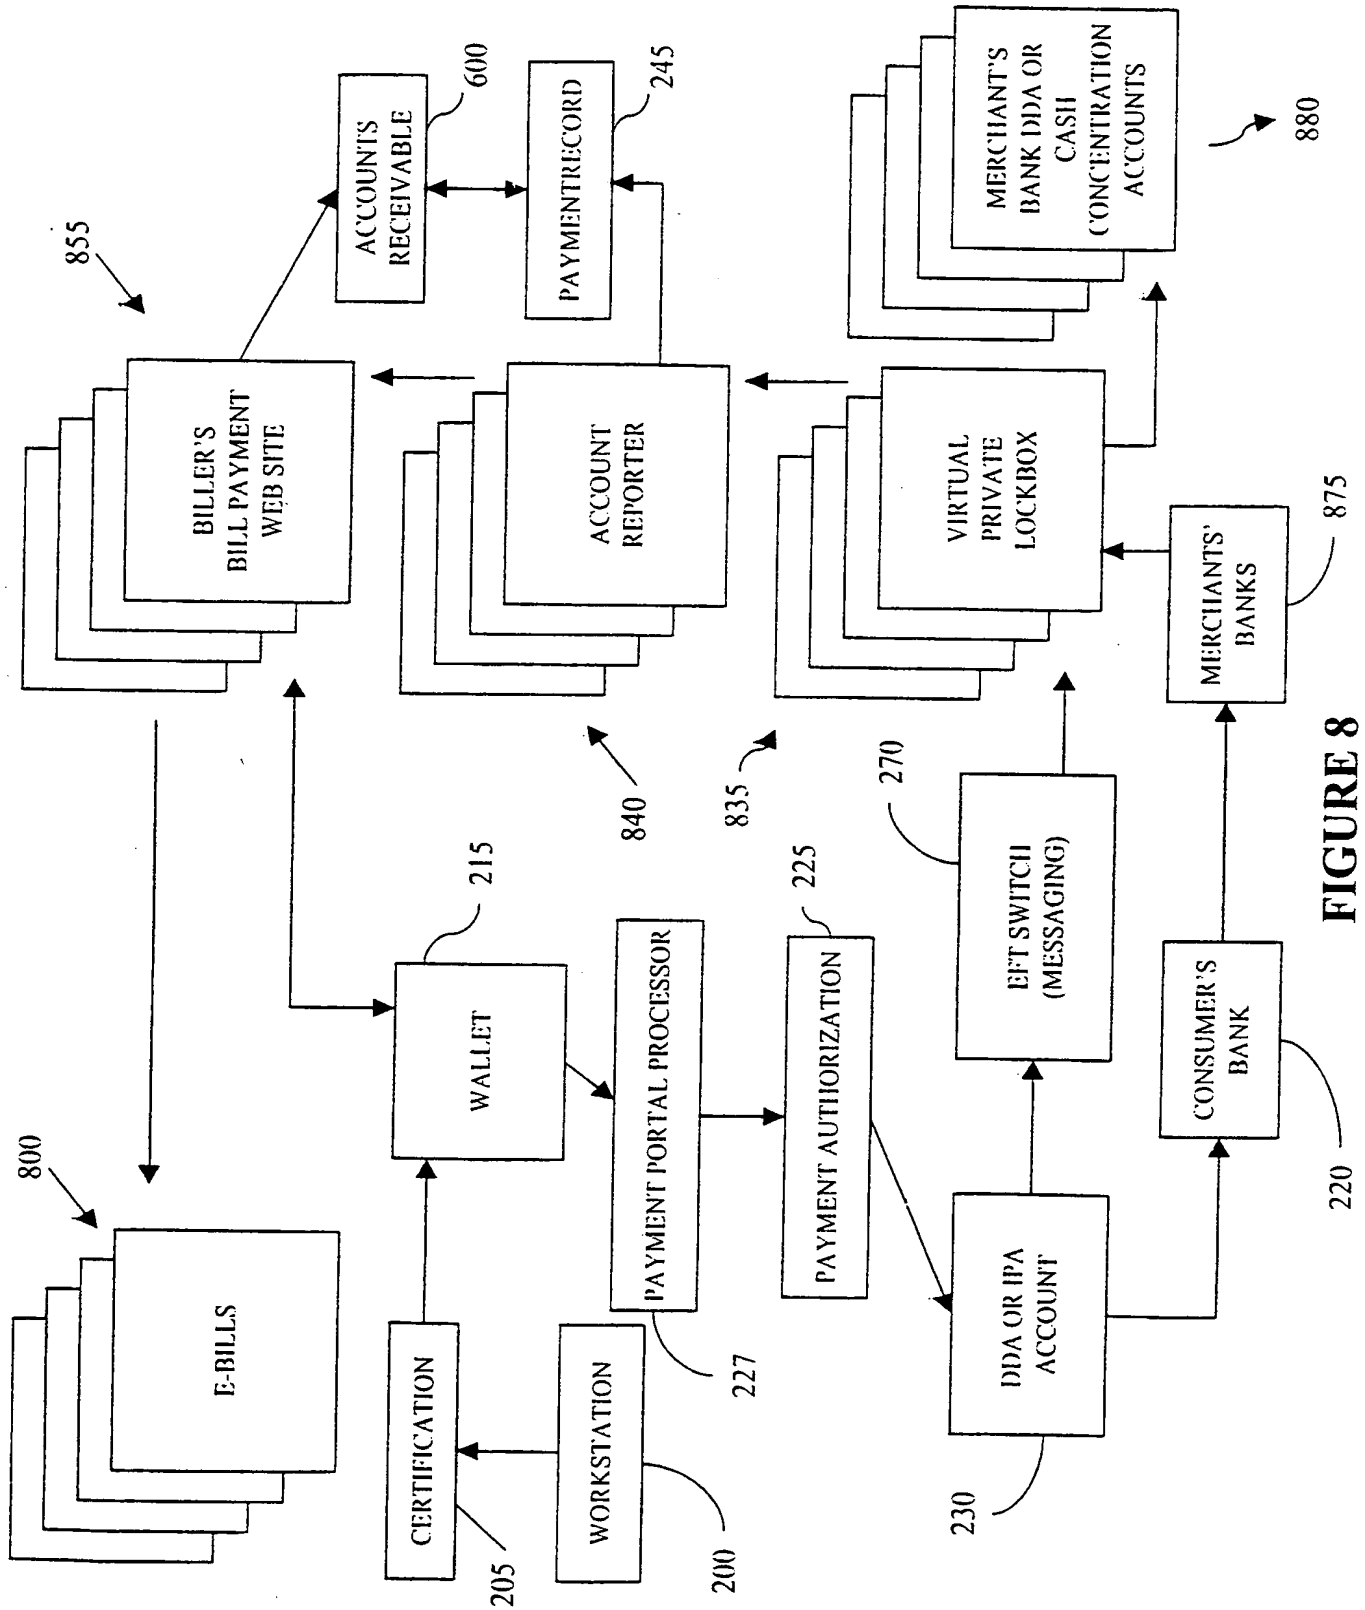 800
E-BILLS
855
BILLER'S
BILL PAYMENT
WEB SITE
ACCOUNTS
RECEIVABLE
600
CERTIFICATION
205
WALLET
215
WORKSTATION
200
PAYMENT PORTAL PROCESSOR
227
840
ACCOUNT
REPORTER
PAYMENTRECORD
245
PAYMENT AUTHORIZATION
225
835
VIRTUAL
PRIVATE
LOCKBOX
MERCHANT'S
BANK DDA OR
CASH
CONCENTRATION
ACCOUNTS
880
DDA OR IPA
ACCOUNT
230
EFT SWITCH
(MESSAGING)
270
CONSUMER'S
BANK
220
MERCHANTS'
BANKS
875
FIGURE 8